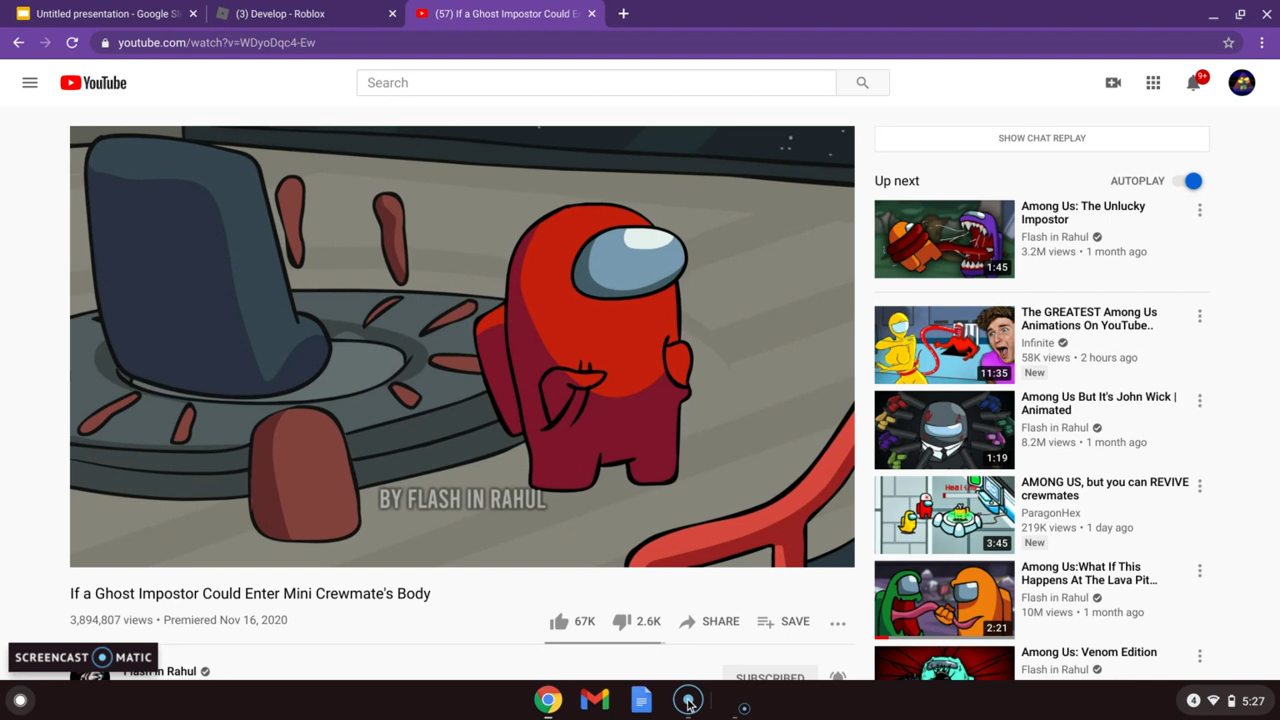 Untitled presentation - Google Sl
(3) Develop - Roblox
(57) If a Ghost Impostor Could E
youtube.com/watch?v=WDyoDqc4-Ew
YouTube
Search
9+
SHOW CHAT REPLAY
Up next
AUTOPLAY
Among Us: The Unlucky
Impostor
Flash in Rahul
3.2M views • 1 month ago
1:45
The GREATEST Among Us
Animations On YouTube..
Infinite
58K views • 2 hours ago
New
11:35
Among Us But It's John Wick |
Animated
Flash in Rahul
8.2M views • 1 month ago
1:19
AMONG US, but you can REVIVE
crewmates
ParagonHex
219K views • 1 day ago
New
3:45
Among Us:What If This
Happens At The Lava Pit...
Flash in Rahul
10M views • 1 month ago
2:21
Among Us: Venom Edition
Flash in Rahul
BY FLASH IN RAHUL
If a Ghost Impostor Could Enter Mini Crewmate's Body
3,894,807 views • Premiered Nov 16, 2020
67K
2.6K
SHARE
SAVE
Flash in Rahul
SUBSCRIBED
SCREENCAST MATIC
4
5:27